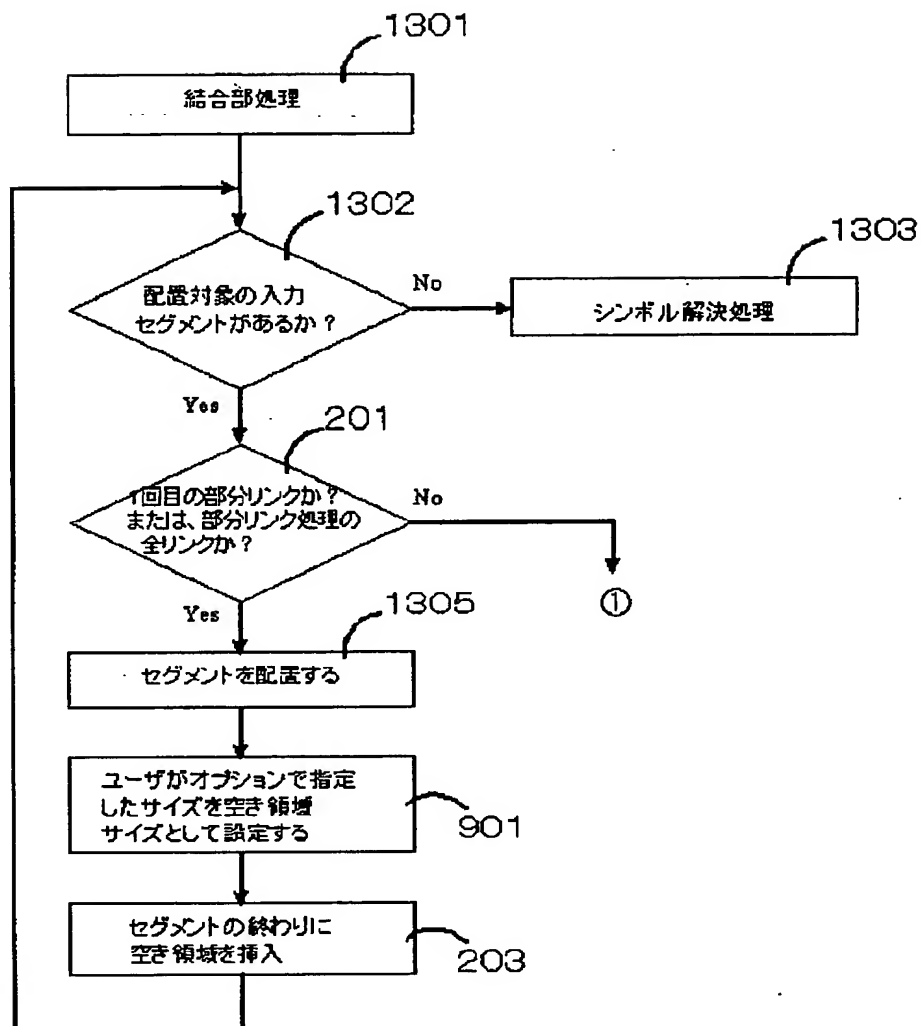 1301
結合部処理
1302
配置対象の入力
セグメントがあるか？
No
1303
シンボル解決処理
Yes
201
1回目の部分リンクか？
または、部分リンク処理の
全リンクか？
No
①
Yes
1305
セグメントを配置する
ユーザがオプションで指定
したサイズを空き領域
サイズとして設定する
901
セグメントの終わりに
空き領域を挿入
203